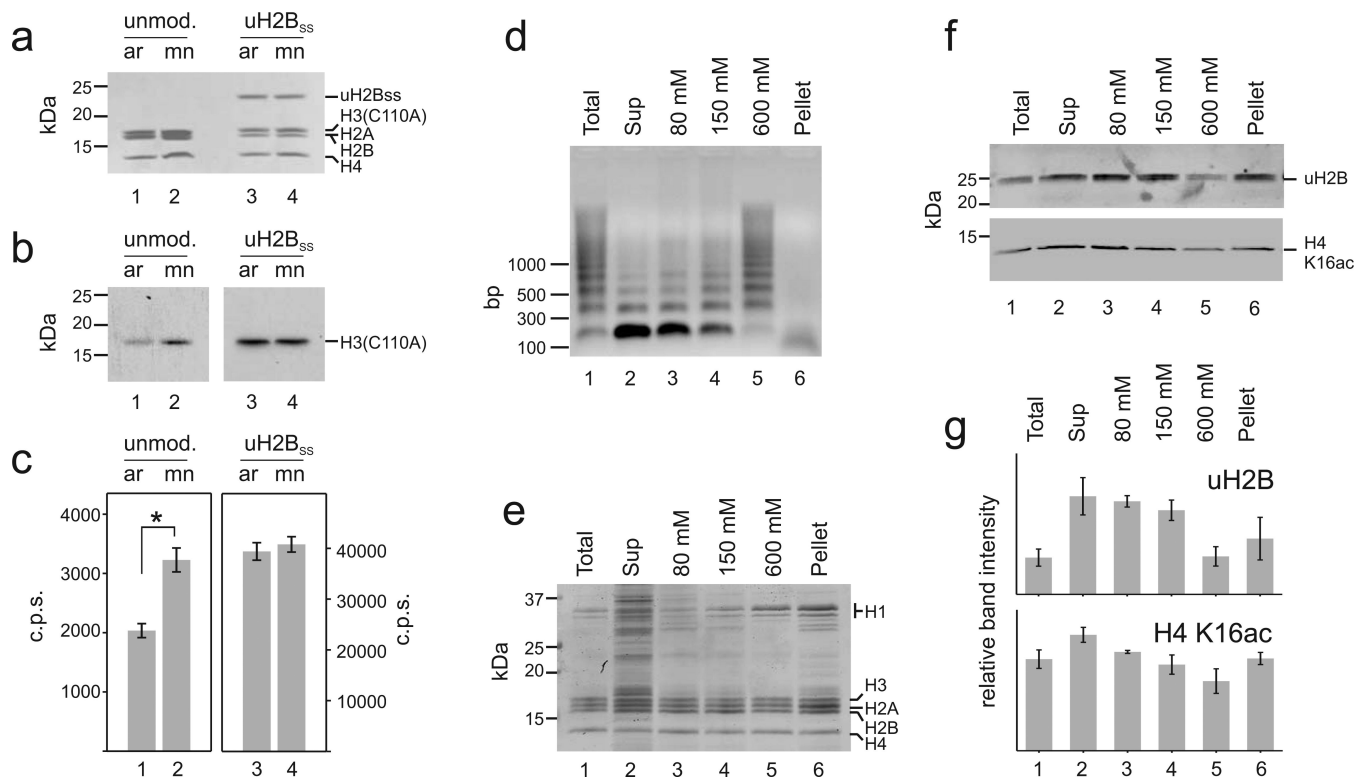 a
unmod. uH2Bss
ar mn ar mn
kDa
25
20
15
uH2Bss
H3(C110A)
H2A
H2B
H4
1 2 3 4
b
unmod. uH2Bss
ar mn ar mn
kDa
25
20
15
H3(C110A)
1 2 3 4
c
unmod. uH2Bss
ar mn ar mn
c.p.s.
4000
3000
2000
1000
*
40000
30000
20000
10000
c.p.s.
1 2 3 4
d
Total Sup 80 mM 150 mM 600 mM Pellet
bp
1000
500
300
100
1 2 3 4 5 6
e
Total Sup 80 mM 150 mM 600 mM Pellet
kDa
37
25
20
15
H1
H3
H2A
H2B
H4
1 2 3 4 5 6
f
Total Sup 80 mM 150 mM 600 mM Pellet
kDa
25
20
15
uH2B
H4
K16ac
1 2 3 4 5 6
g
Total Sup 80 mM 150 mM 600 mM Pellet
relative band intensity
uH2B
H4 K16ac
1 2 3 4 5 6